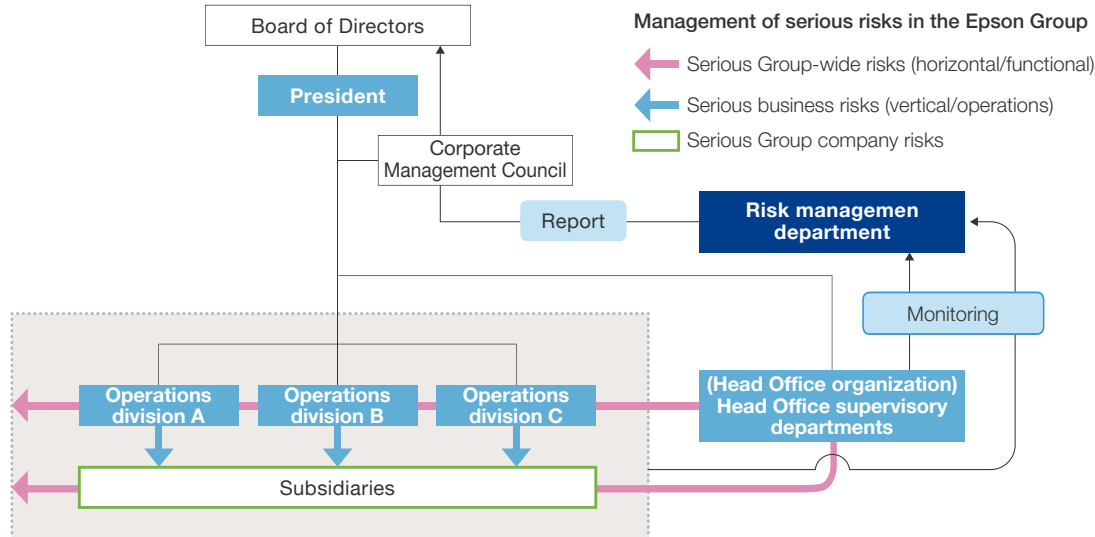 Board of Directors
Management of serious risks in the Epson Group
Serious Group-wide risks (horizontal/functional)
President
Serious business risks (vertical/operations)
Serious Group company risks
Corporate
Management Council
Report
Risk managemen
department
Monitoring
Operations
division A
Operations
division B
Operations
division C
(Head Office organization)
Head Office supervisory
departments
Subsidiaries